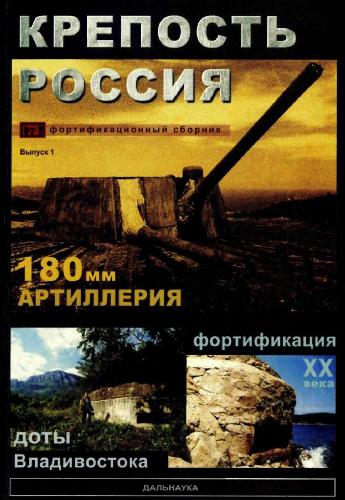 КРЕПОСТЬ
РОССИЯ
фортификационный сборник
Выпуск 1
180мм
АРТИЛЛЕРИЯ
фортификация
XX
века
доты
Владивостока
ДАЛЬНАУКА